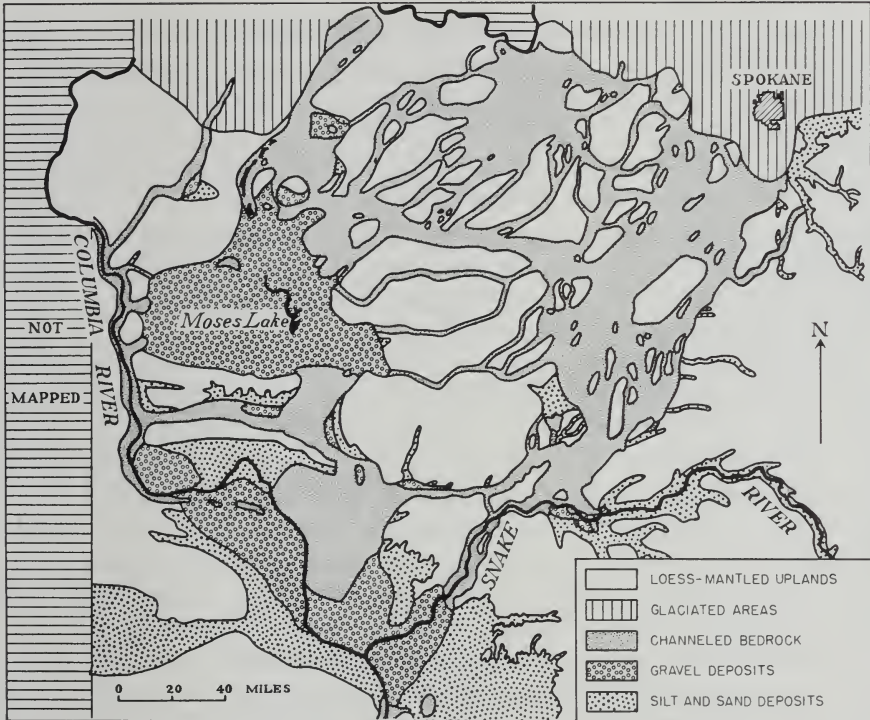 SPOKANE
COLUMBIA
RIVER
Moses Lake
NOT
MAPPED
N
SNAKE
RIVER
0 20 40 MILES
LOESS-MANTLED UPLANDS
GLACIATED AREAS
CHANNELED BEDROCK
GRAVEL DEPOSITS
SILT AND SAND DEPOSITS